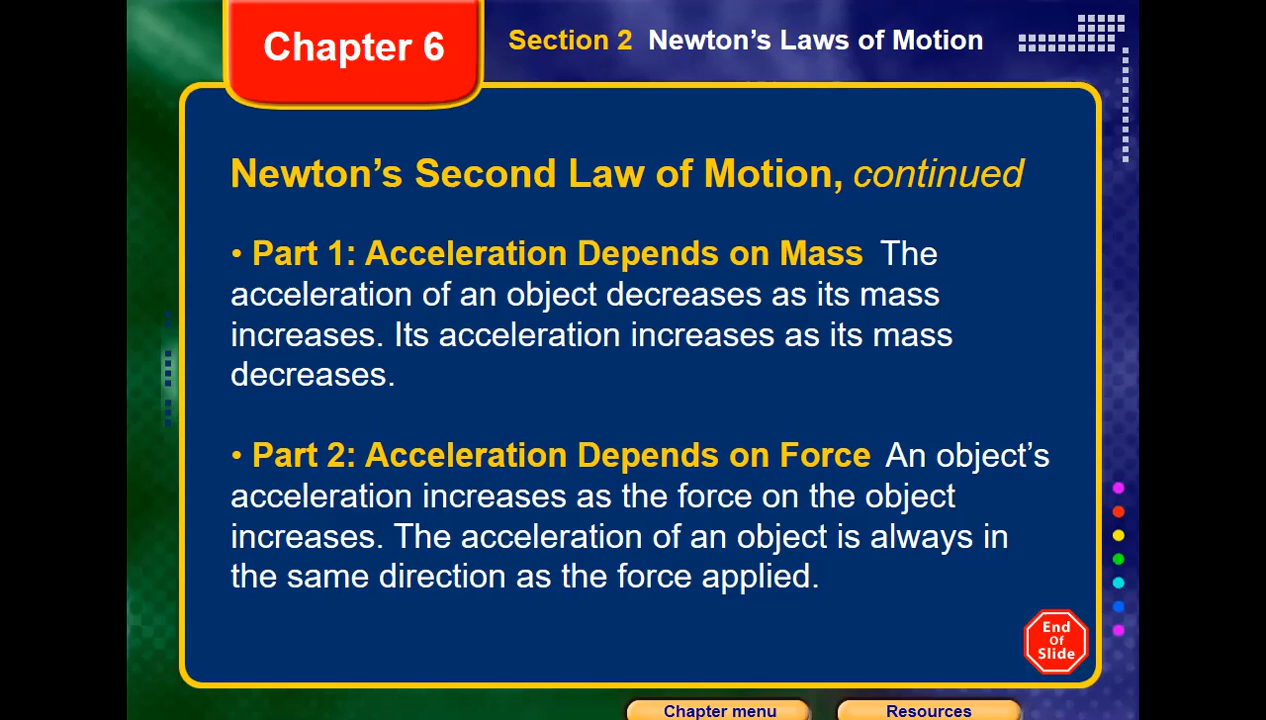 Chapter 6
Section 2 Newton's Laws of Motion
Newton's Second Law of Motion, continued
• Part 1: Acceleration Depends on Mass The
acceleration of an object decreases as its mass
increases. Its acceleration increases as its mass
decreases.
• Part 2: Acceleration Depends on Force An object's
acceleration increases as the force on the object
increases. The acceleration of an object is always in
the same direction as the force applied.
End
Of
Slide
Chapter menu
Resources